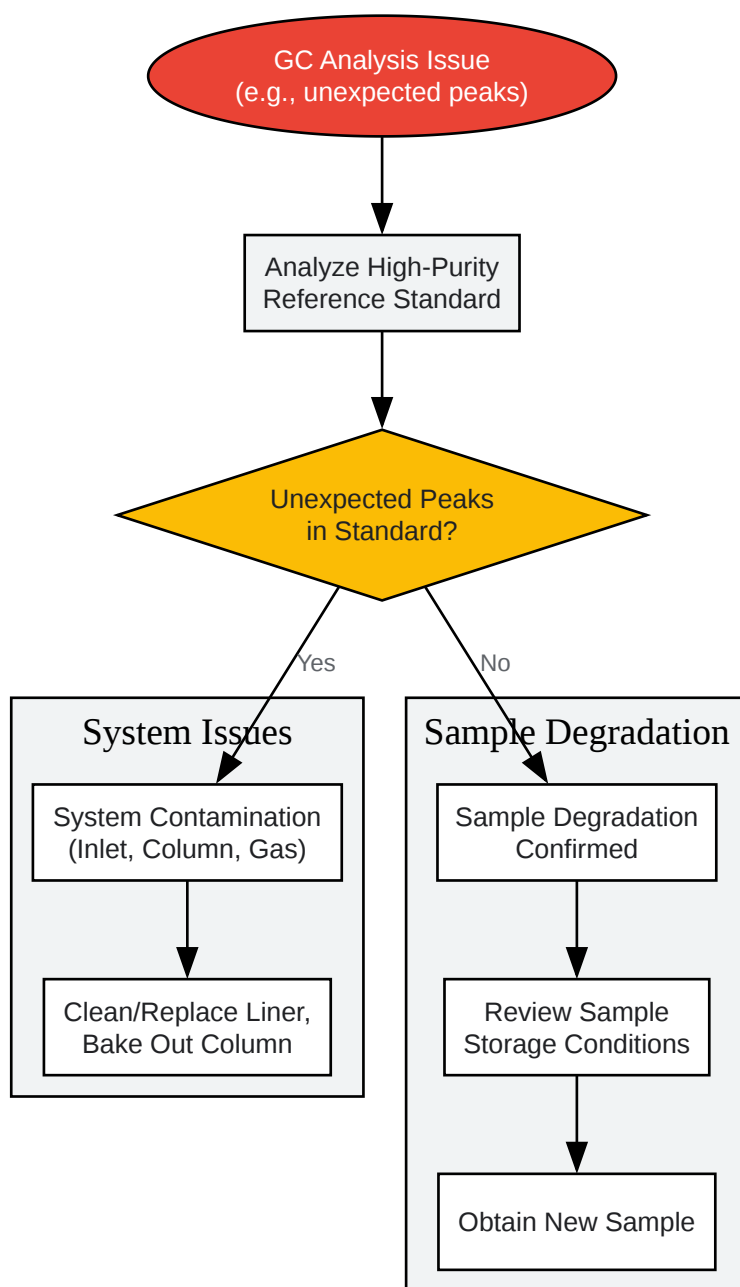 GC Analysis Issue
(e.g., unexpected peaks)
Analyze High-Purity
Reference Standard
Unexpected Peaks
in Standard?
Yes
No
System Issues
System Contamination
(Inlet, Column, Gas)
Clean/Replace Liner,
Bake Out Column
Sample Degradation
Sample Degradation
Confirmed
Review Sample
Storage Conditions
Obtain New Sample